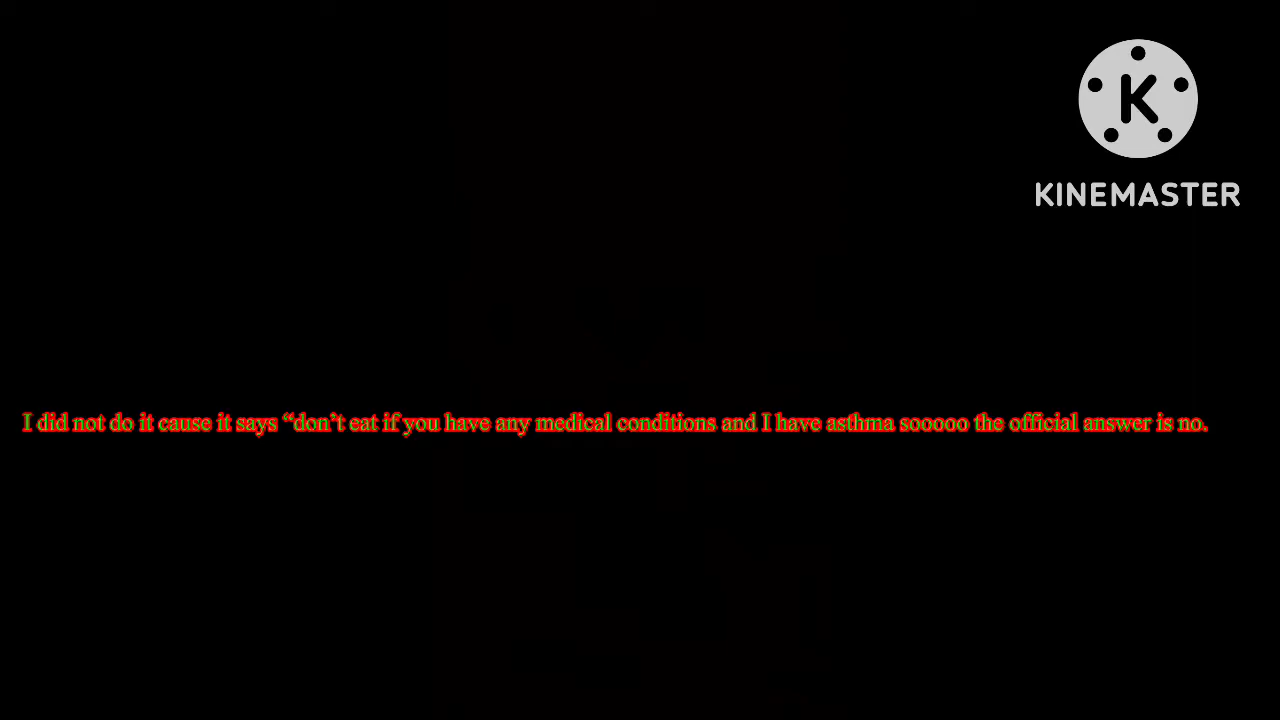 K
KINEMASTER
I did not do it cause it says “don’t eat if you have any medical conditions and I have asthma sooooo the official answer is no.